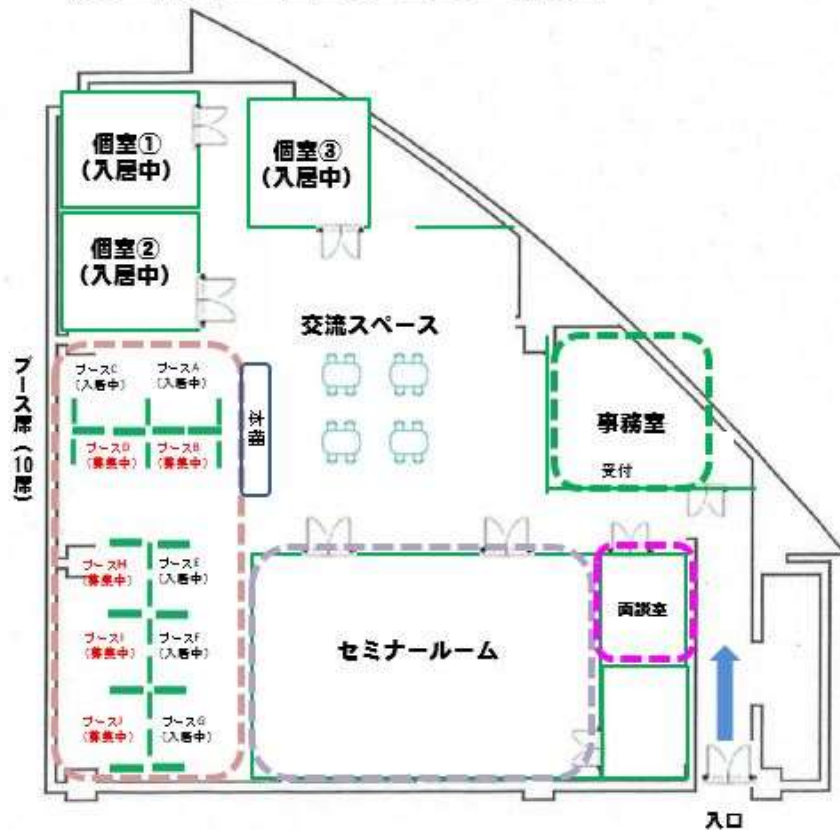 個室①
(入居中)
個室③
(入居中)
個室②
(入居中)
交流スペース
ブース席(10席)
ブースC
(入居中)
ブースA
(入居中)
ブースD
(募集中)
ブースB
(募集中)
本棚
事務室
受付
ブースH
(募集中)
ブースE
(入居中)
ブースI
(募集中)
ブースF
(入居中)
ブースJ
(募集中)
ブースG
(入居中)
セミナールーム
面談室
入口